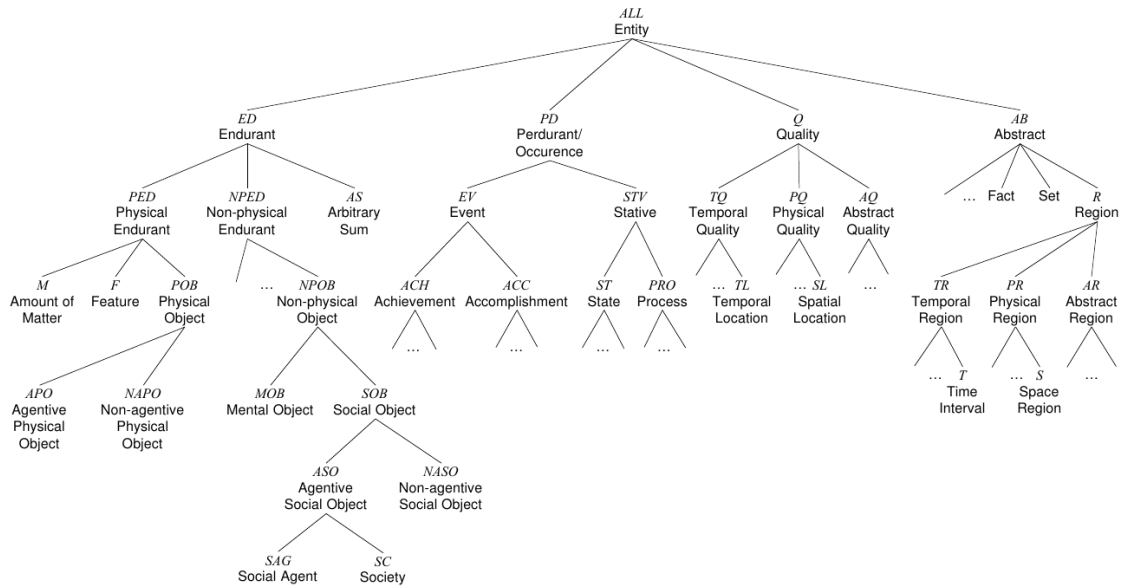 ALL
Entity
ED PD Q AB
Endurant Perdurant/ Quality Abstract
Occurence
PED NPED AS EV STV TQ PQ AQ … Fact Set R
Physical Non-physical Arbitrary Event Stative Temporal Physical Abstract Region
Endurant Endurant Sum Quality Quality Quality
M F POB … NPOB ACH ACC ST PRO … TL … SL … TR PR AR
Amount of Feature Physical Non-physical Achievement Accomplishment State Process Temporal Spatial Temporal Physical Abstract
Matter Object Object Location Location Region Region Region
… … … …
… T … S …
Time Space
Interval Region
APO NAPO MOB SOB
Agentive Non-agentive Mental Object Social Object
Physical Physical
Object Object
ASO NASO
Agentive Non-agentive
Social Object Social Object
SAG SC
Social Agent Society